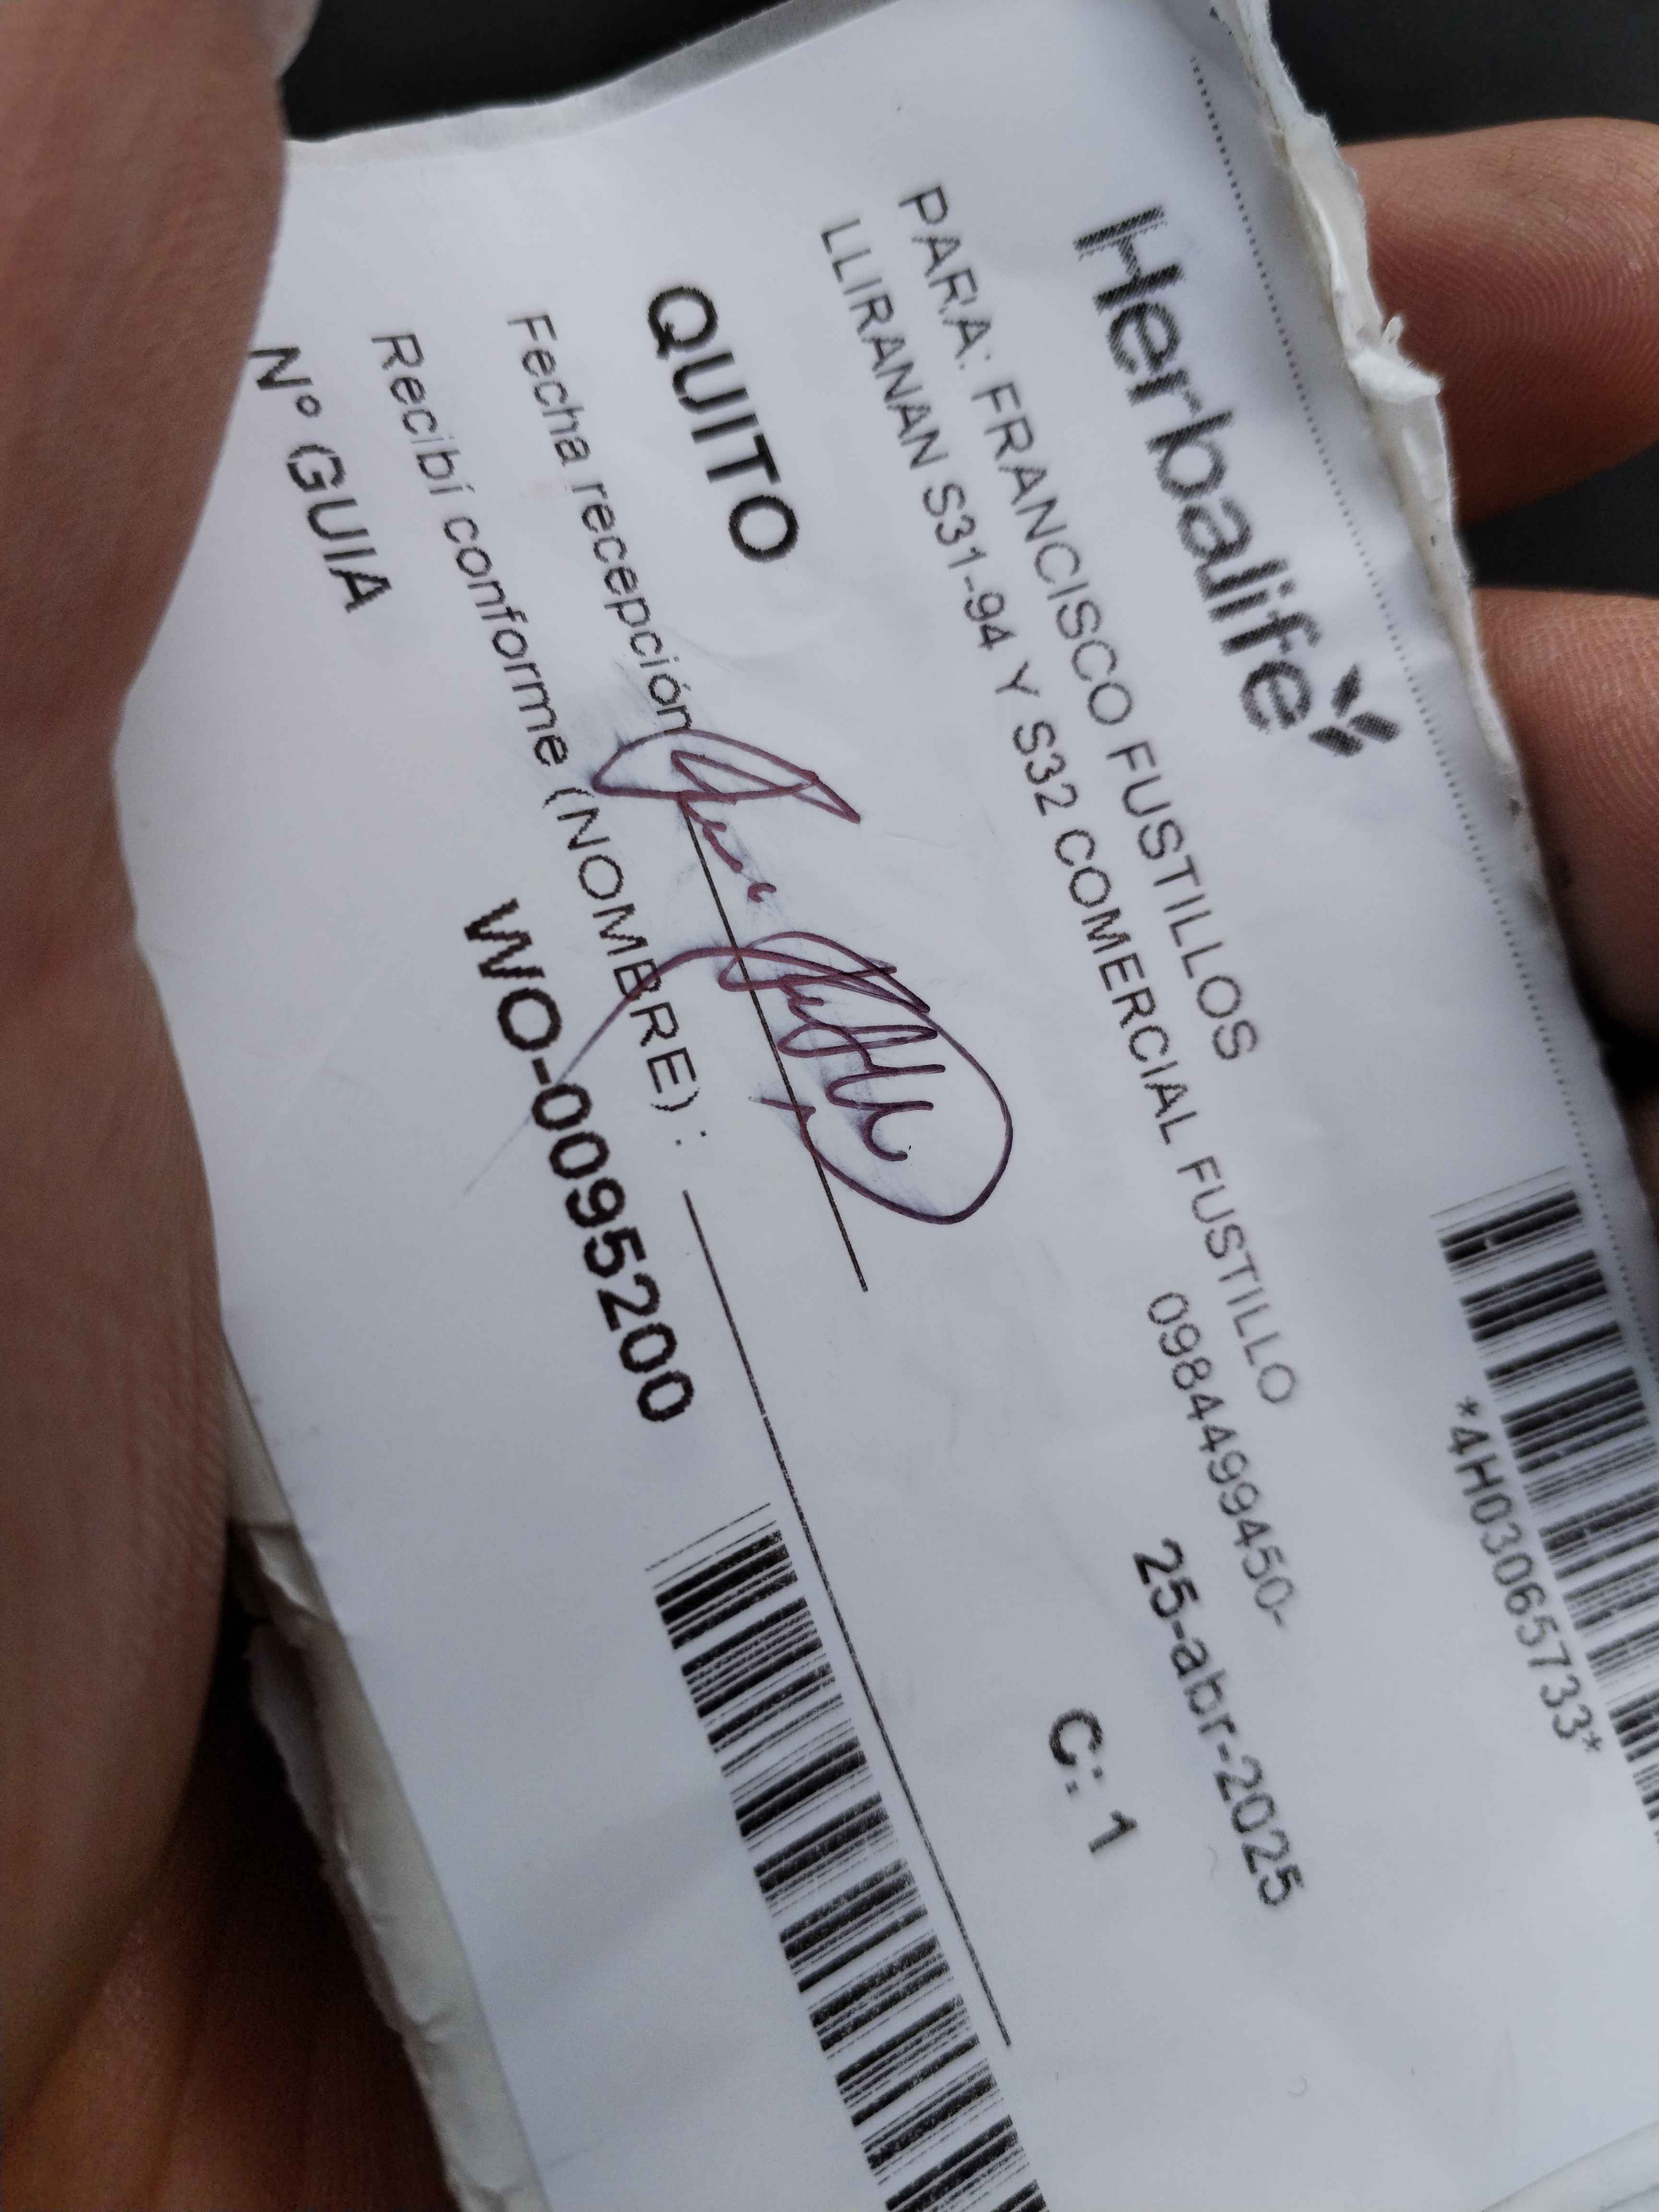 Herbalife
*4H03065733*
PARA: FRANCISCO FUSTILLOS
25-abr-2025
LLIRANAN S31-94 Y S32 COMERCIAL FUSTILLO
0984499450-
C: 1
QUITO
Fecha recepción
Recibí conforme (NOMBRE) :
Nº GUIA WO-0095200